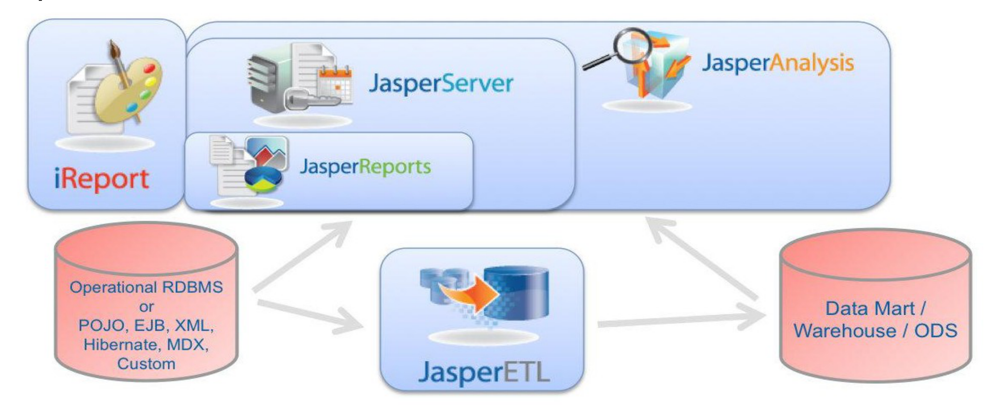 iReport
JasperServer
JasperAnalysis
JasperReports
Operational RDBMS
or
POJO, EJB, XML,
Hibernate, MDX,
Custom
JasperETL
Data Mart /
Warehouse / ODS